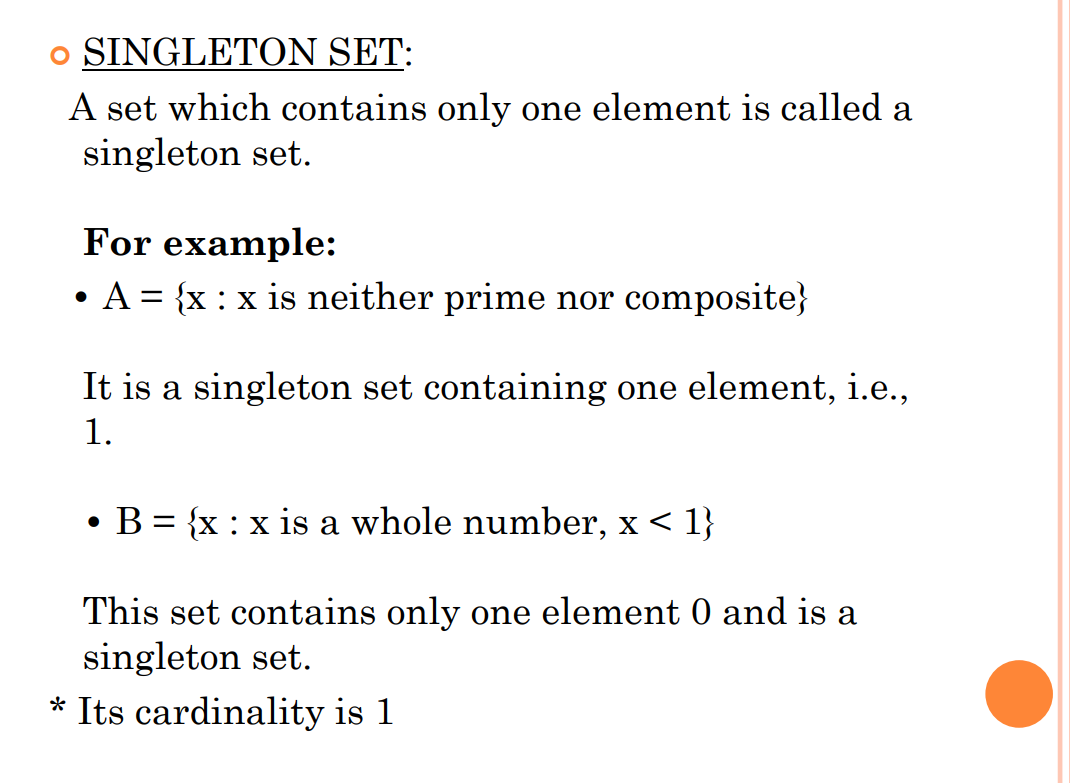 SINGLETON SET:
A set which contains only one element is called a
singleton set.
For example:
• A = {x : x is neither prime nor composite}
It is a singleton set containing one element, i.e.,
1.
• B = {x : x is a whole number, x < 1}
This set contains only one element 0 and is a
singleton set.
* Its cardinality is 1